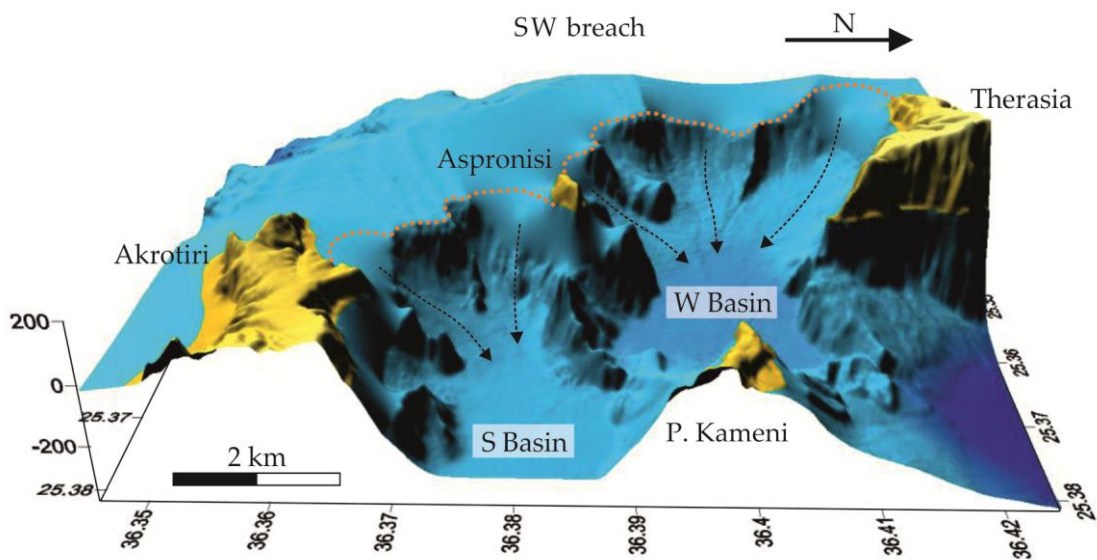 SW breach
N
Therasia
Aspronisi
Akrotiri
W Basin
200
0
-200
25.37
25.38
S Basin
P. Kameni
2 km
25.36
25.37
25.38
36.35
36.36
36.37
36.38
36.39
36.4
36.41
36.42